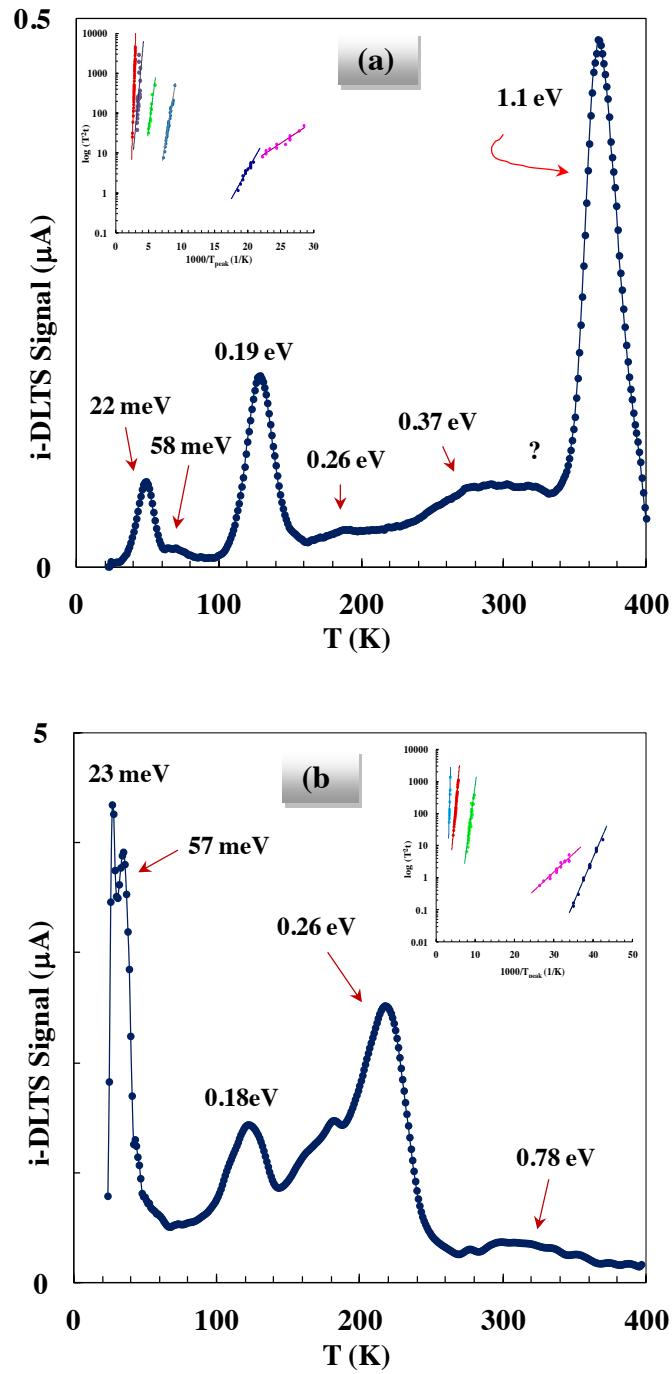 0.5
(a)
10000
1000
100
10
1
0.1
log (T²t)
0 5 10 15 20 25 30
1000/Tpeak (1/K)
1.1 eV
0.19 eV
22 meV
58 meV
0.26 eV
0.37 eV
?
i-DLTS Signal (µA)
0
0 100 200 300 400
T (K)
5
(b
23 meV
57 meV
10000
1000
100
10
1
0.1
0.01
log (T²t)
0 10 20 30 40 50
1000/Tpeak (1/K)
0.26 eV
0.18eV
0.78 eV
i-DLTS Signal (µA)
0
0 100 200 300 400
T (K)